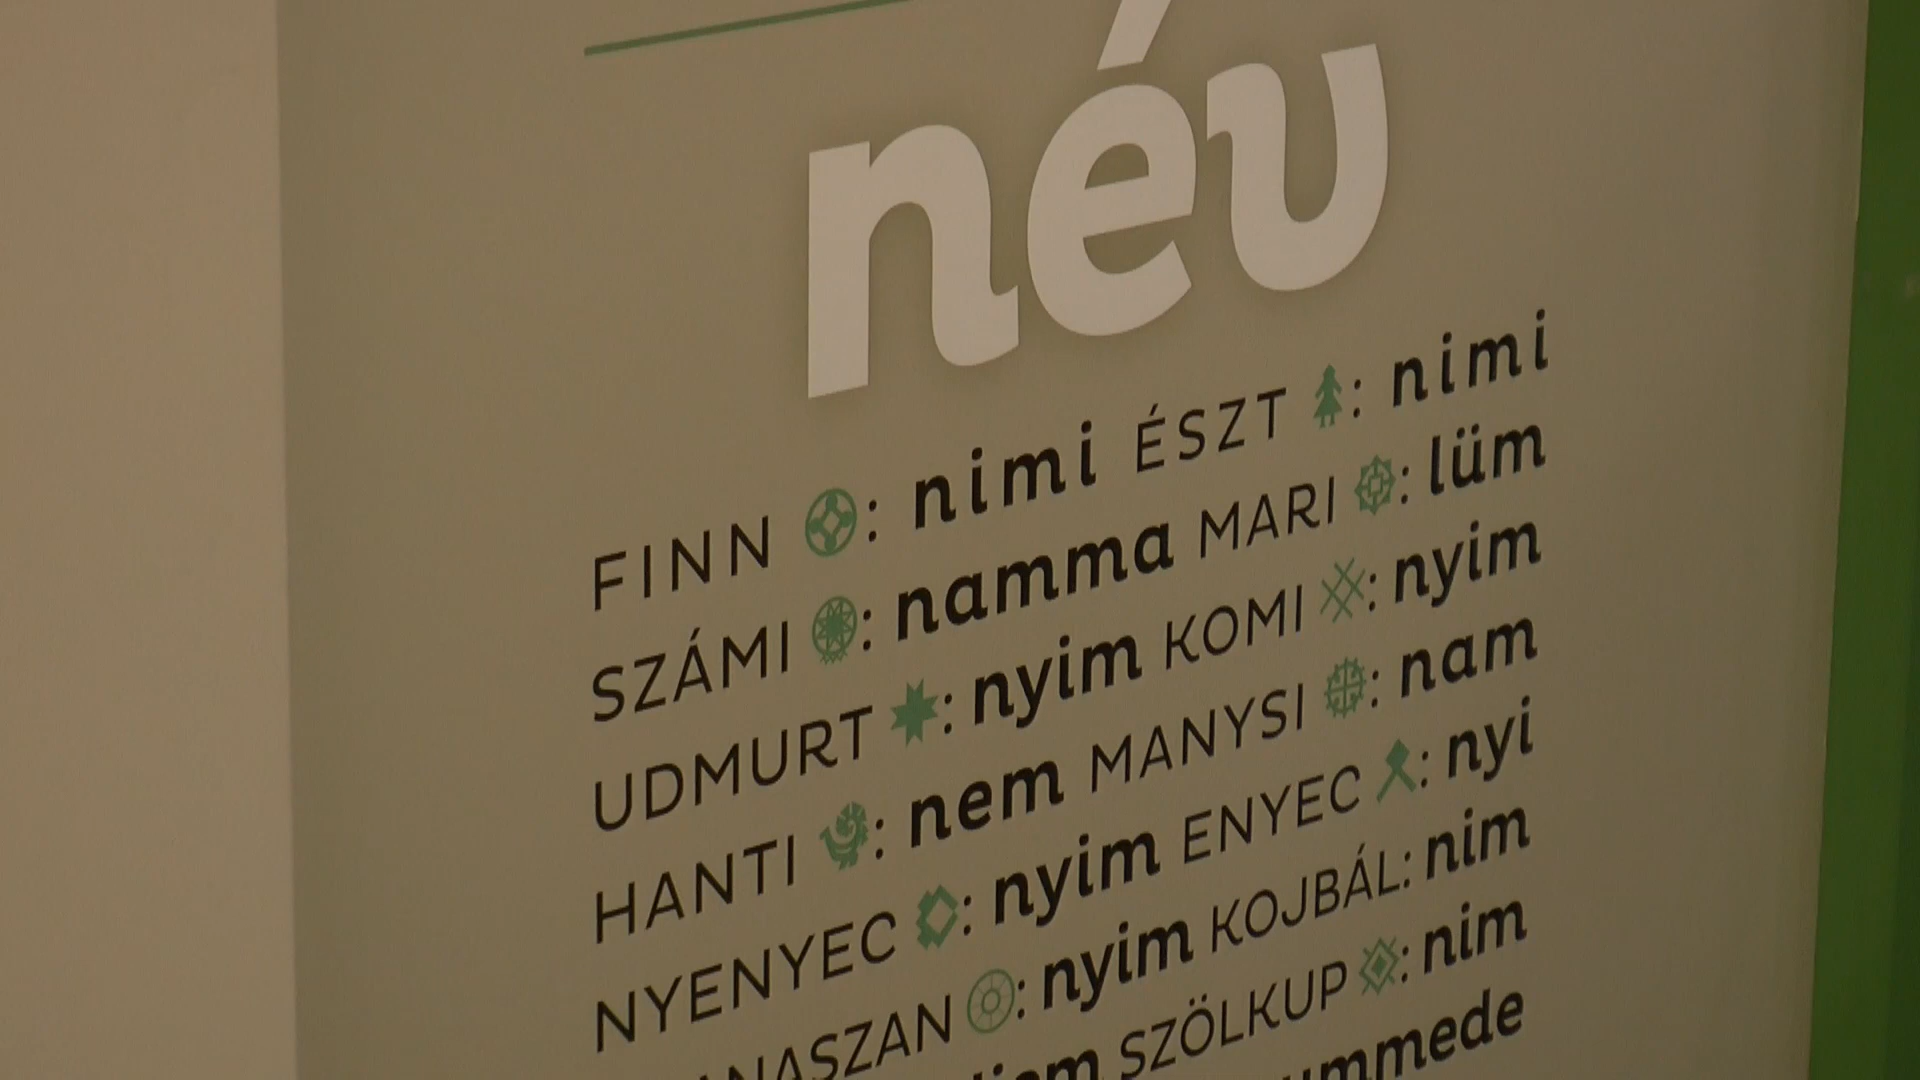 név
FINN : nimi ÉSZT : nimi
SZÁMI : namma MARI : lüm
UDMURT : nyim KOMI : nyim
HANTI : nem MANYSI : nam
NYENYEC : nyim ENYEC : nyi
: nyim KOJBÁL: nim
SZÖLKUP : nim